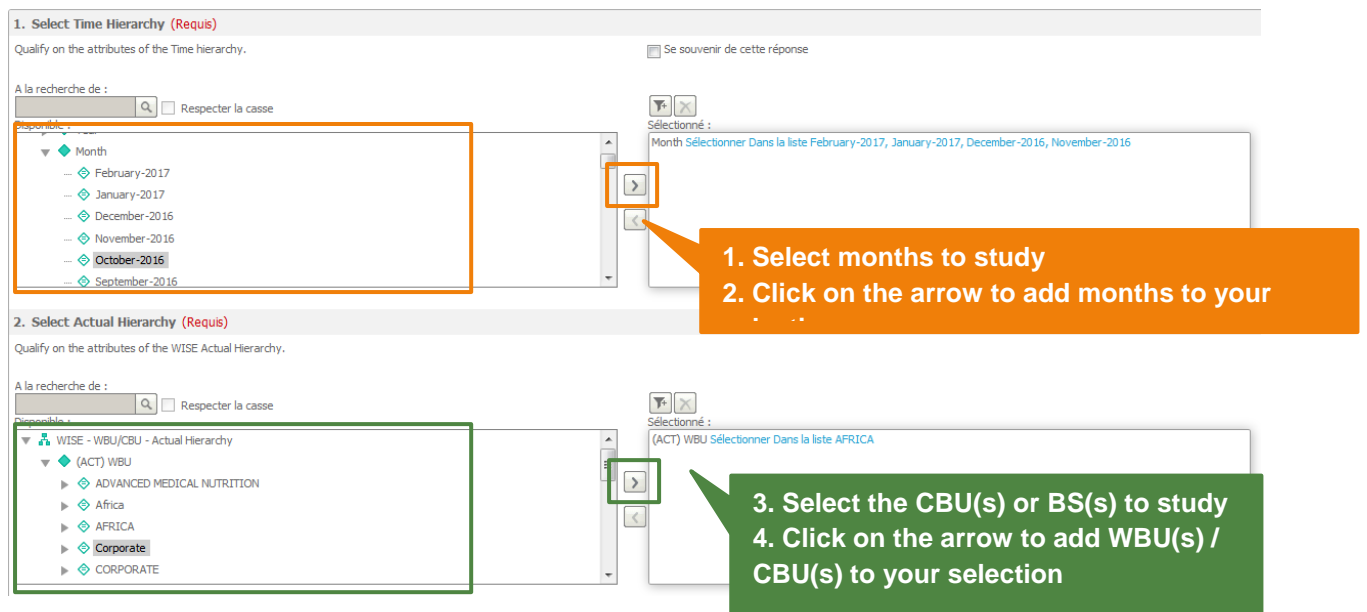 1. Select Time Hierarchy (Requis)
Qualify on the attributes of the Time hierarchy.
Se souvenir de cette réponse
A la recherche de :
Respecter la casse
Disponible :
Sélectionné :
Month
February-2017
January-2017
December-2016
November-2016
October-2016
September-2016
Month Sélectionner Dans la liste February-2017, January-2017, December-2016, November-2016
1. Select months to study
2. Click on the arrow to add months to your
2. Select Actual Hierarchy (Requis)
Qualify on the attributes of the WISE Actual Hierarchy.
A la recherche de :
Respecter la casse
Disponible :
Sélectionné :
WISE - WBU/CBU - Actual Hierarchy
(ACT) WBU
ADVANCED MEDICAL NUTRITION
Africa
AFRICA
Corporate
CORPORATE
(ACT) WBU Sélectionner Dans la liste AFRICA
3. Select the CBU(s) or BS(s) to study
4. Click on the arrow to add WBU(s) /
CBU(s) to your selection